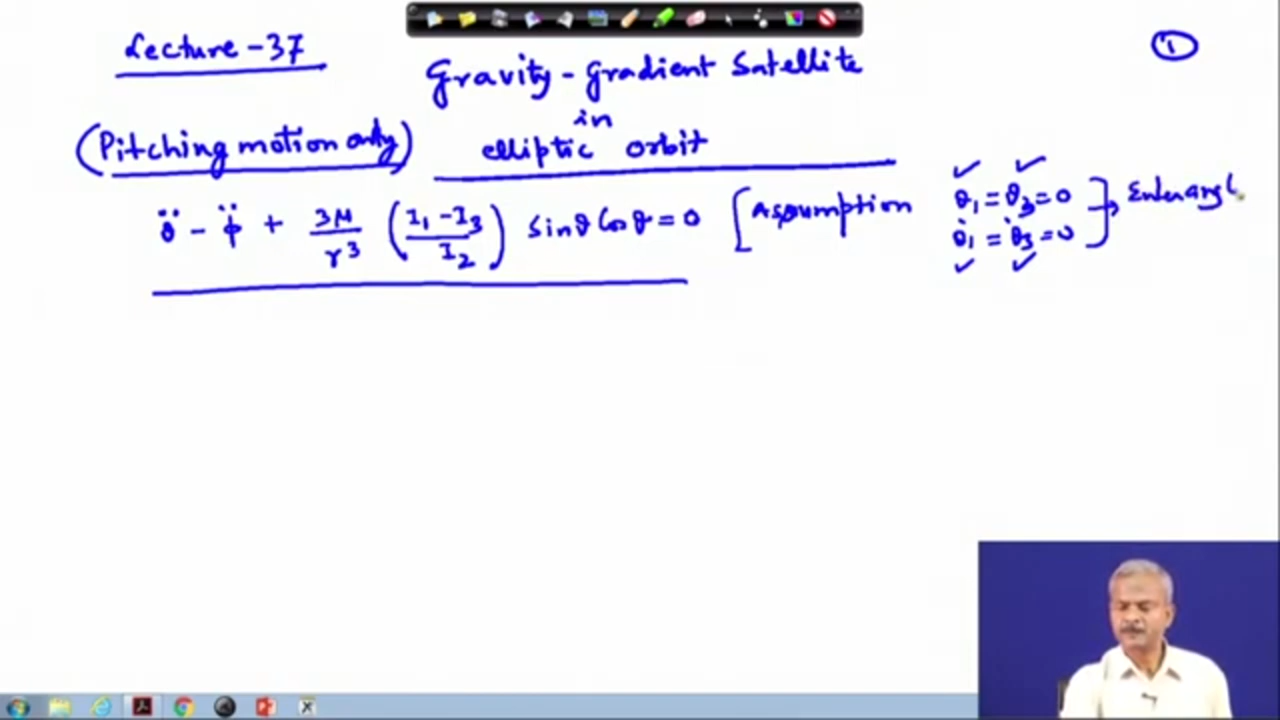 Lecture-37
①
Gravity-gradient Satellite
in
elliptic orbit
(Pitching motion only)
θ̈ - φ̈ + 3μ/r³ (I₁-I₃/I₂) sinθ cosθ = 0 [Assumption θ₁=θ₃=0
θ̇₁=θ̇₃=0 ]→ Euler ang